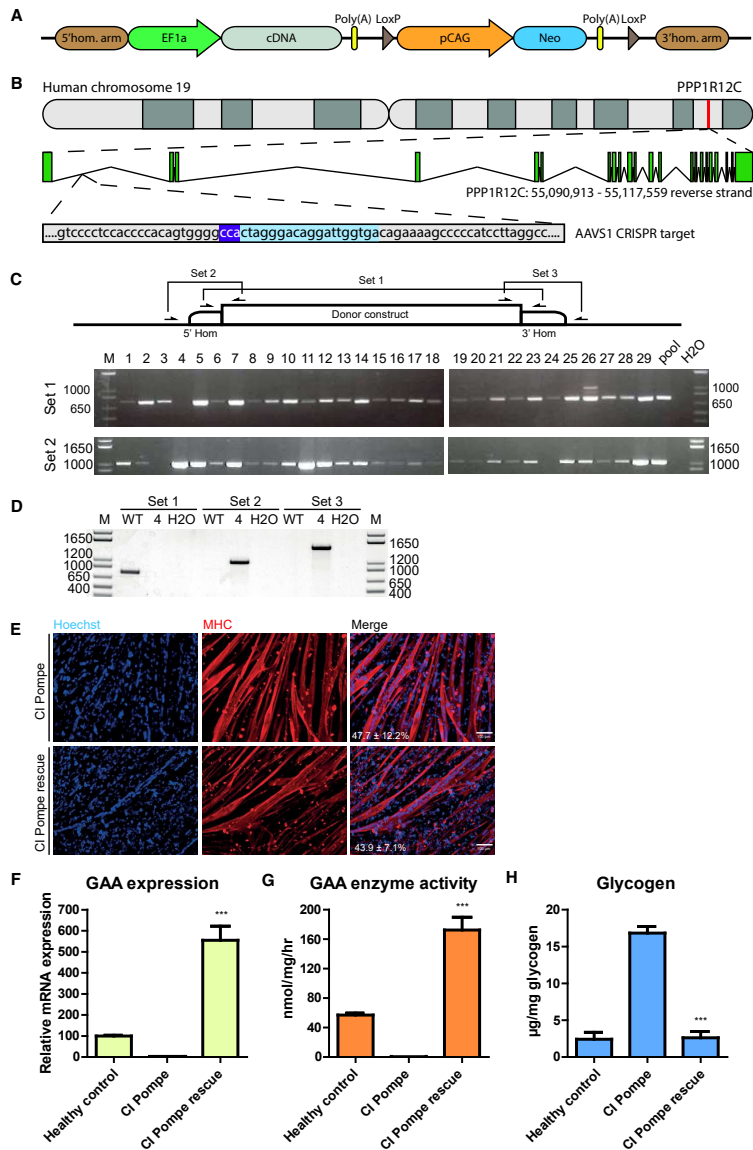 A
5'hom. arm EF1a cDNA Poly(A) LoxP pCAG Neo Poly(A) LoxP 3'hom. arm
B
Human chromosome 19 PPP1R12C
PPP1R12C: 55,090,913 - 55,117,559 reverse strand
....gtcccctccaccccacagtggggccactagggacaggattggtgacagaaaagcccccatccttaggcc.... AAVS1 CRISPR target
C
Set 2 Set 1 Set 3
Donor construct
5' Hom 3' Hom
M 1 2 3 4 5 6 7 8 9 10 11 12 13 14 15 16 17 18 19 20 21 22 23 24 25 26 27 28 29 pool H2O
Set 1
1000 1000
650 650
Set 2
1650 1650
1000 1000
D
Set 1 Set 2 Set 3
M WT 4 H2O WT 4 H2O WT 4 H2O M
1650 1650
1200 1200
1000 1000
650 650
400 400
E
Hoechst MHC Merge
CI Pompe
47.7 ± 12.2%
CI Pompe rescue
43.9 ± 7.1%
F
GAA expression
Relative mRNA expression
700
600
500
400
300
200
100
0
***
Healthy control
CI Pompe
CI Pompe rescue
G
GAA enzyme activity
nmol/mg/hr
200
160
120
80
40
0
***
Healthy control
CI Pompe
CI Pompe rescue
H
Glycogen
µg/mg glycogen
20
15
10
5
0
***
Healthy control
CI Pompe
CI Pompe rescue